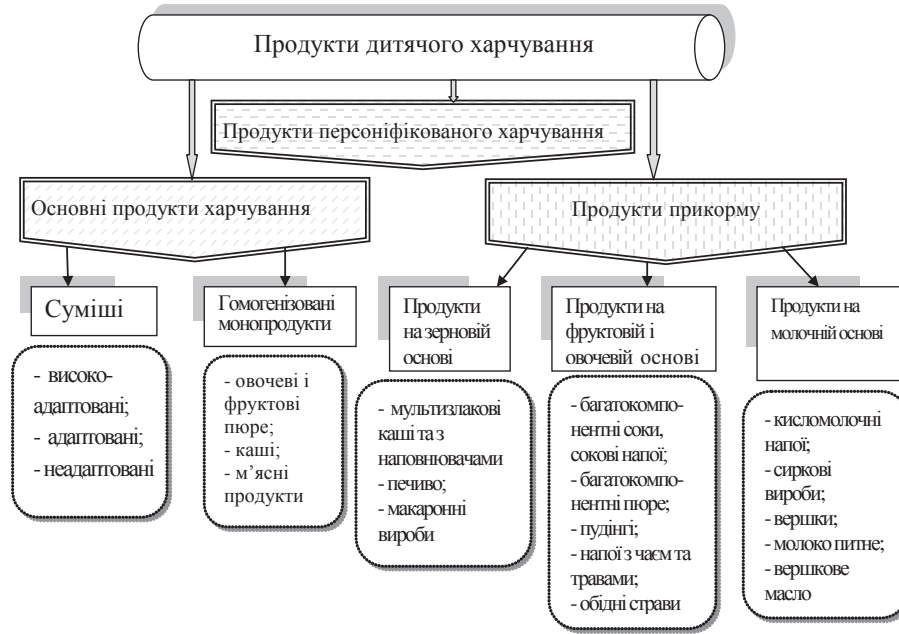 Продукти дитячого харчування
Продукти персоніфікованого харчування
Основні продукти харчування
Продукти прикорму
Суміші
- високо-
адаптовані;
- адаптовані;
- неадаптовані
Гомогенізовані
монопродукти
- овочеві і
фруктові
пюре;
- каші;
- м’ясні
продукти
Продукти
на зерновій
основі
- мультизлакові
каші та з
наповнювачами
- печиво;
- макаронні
вироби
Продукти на
фруктовій і
овочевій основі
- багатокомпо-
нентні соки,
сокові напої;
- багатокомпо-
нентні пюре;
- пудінгі;
- напої з чаєм та
травами;
- обідні страви
Продукти на
молочній основі
- кисломолочні
напої;
- сиркові
вироби;
- вершки;
- молоко питне;
- вершкове
масло